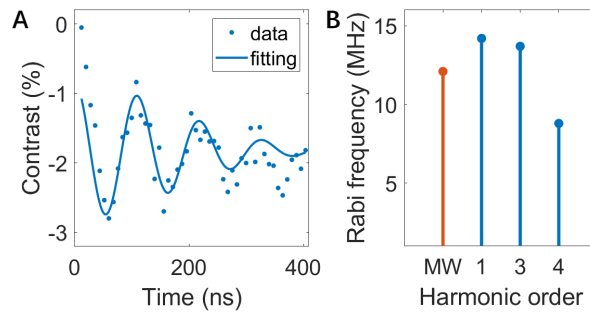 A
0
-1
-2
-3
Contrast (%)
data
fitting
0
200
400
Time (ns)
B
15
10
5
Rabi frequency (MHz)
MW
1
3
4
Harmonic order